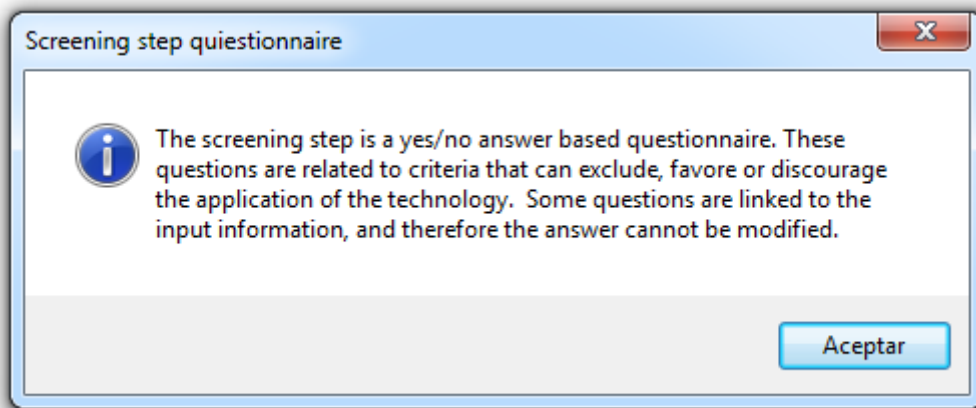 Screening step quiestionnaire
The screening step is a yes/no answer based questionnaire. These
questions are related to criteria that can exclude, favore or discourage
the application of the technology.  Some questions are linked to the
input information, and therefore the answer cannot be modified.
Aceptar